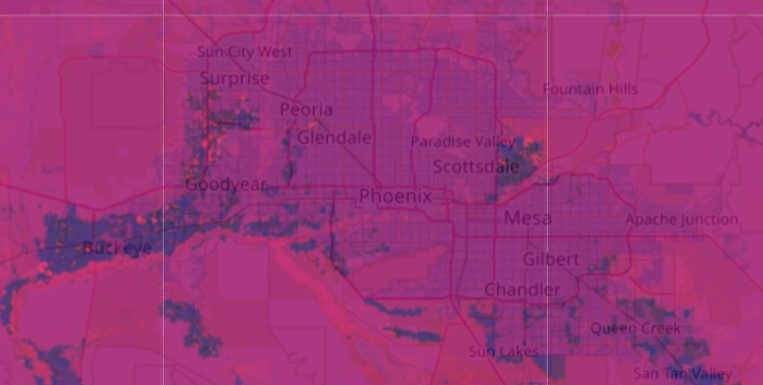 Sun City West
Surprise
Fountain Hills
Peoria
Glendale
Paradise Valley
Scottsdale
Goodyear
Phoenix
Mesa
Apache Junction
Buckeye
Gilbert
Chandler
Queen Creek
Sun Lakes
San Tan Valley